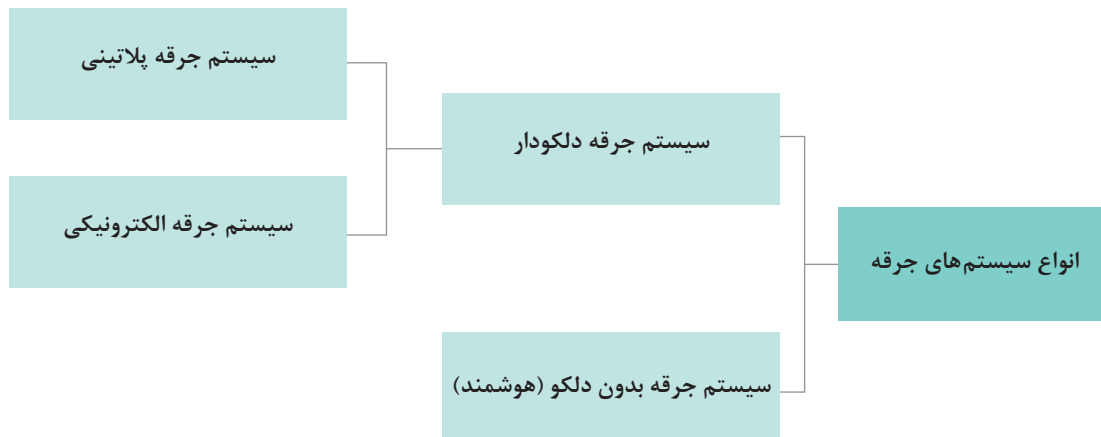 انواع سیستم‌های جرقه
سیستم جرقه دلکودار
سیستم جرقه پلاتینی
سیستم جرقه الکترونیکی
سیستم جرقه بدون دلکو (هوشمند)